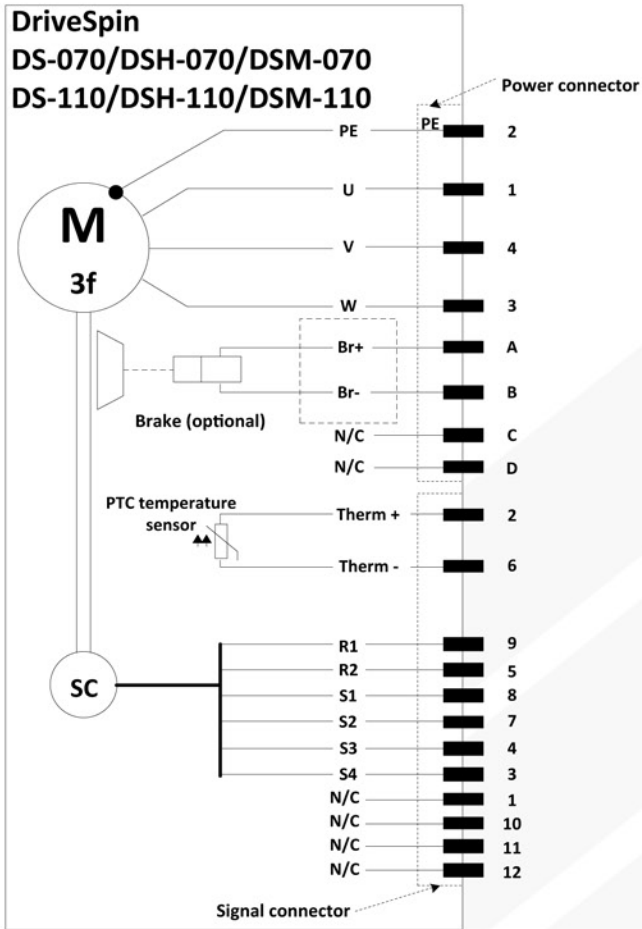 DriveSpin
DS-070/DSH-070/DSM-070
DS-110/DSH-110/DSM-110
Power connector
PE PE 2
U 1
M
3f
V 4
W 3
Br+ A
Br- B
Brake (optional)
N/C C
N/C D
PTC temperature
sensor
Therm + 2
Therm - 6
R1 9
R2 5
SC
S1 8
S2 7
S3 4
S4 3
N/C 1
N/C 10
N/C 11
N/C 12
Signal connector